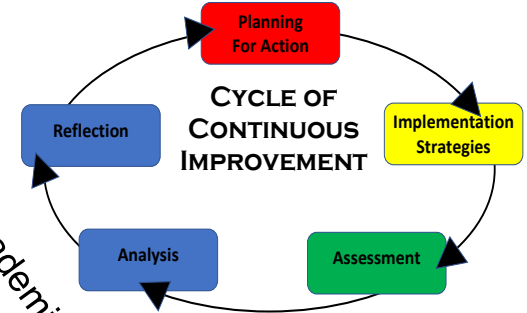 Planning
For Action
CYCLE OF
CONTINUOUS
IMPROVEMENT
Implementation
Strategies
Reflection
Analysis
Assessment